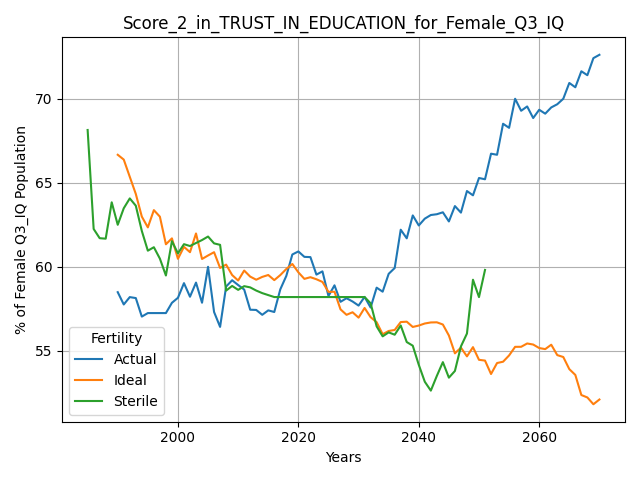 Score_2_in_TRUST_IN_EDUCATION_for_Female_Q3_IQ
% of Female Q3_IQ Population
70
65
60
55
Fertility
Actual
Ideal
Sterile
2000
2020
2040
2060
Years